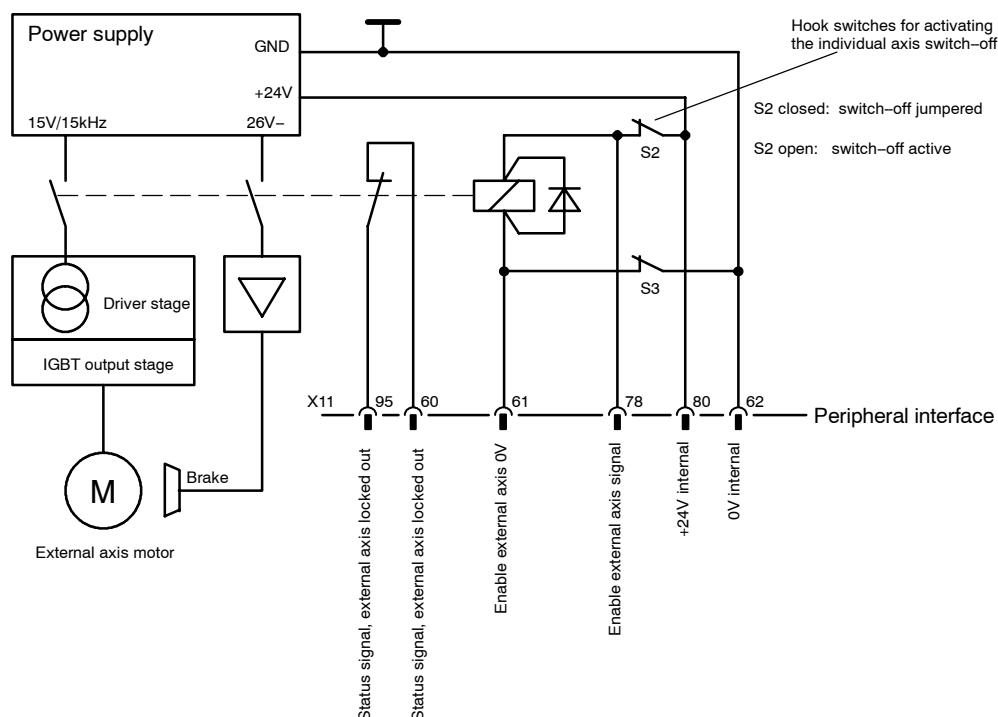 Power supply
GND
+24V
15V/15kHz
26V–
Hook switches for activating
the individual axis switch–off
S2 closed: switch–off jumpered
S2 open: switch–off active
S2
S3
Driver stage
IGBT output stage
X11
95
60
61
78
80
62
Peripheral interface
M
Brake
External axis motor
Status signal, external axis locked out
Status signal, external axis locked out
Enable external axis 0V
Enable external axis signal
+24V internal
0V internal